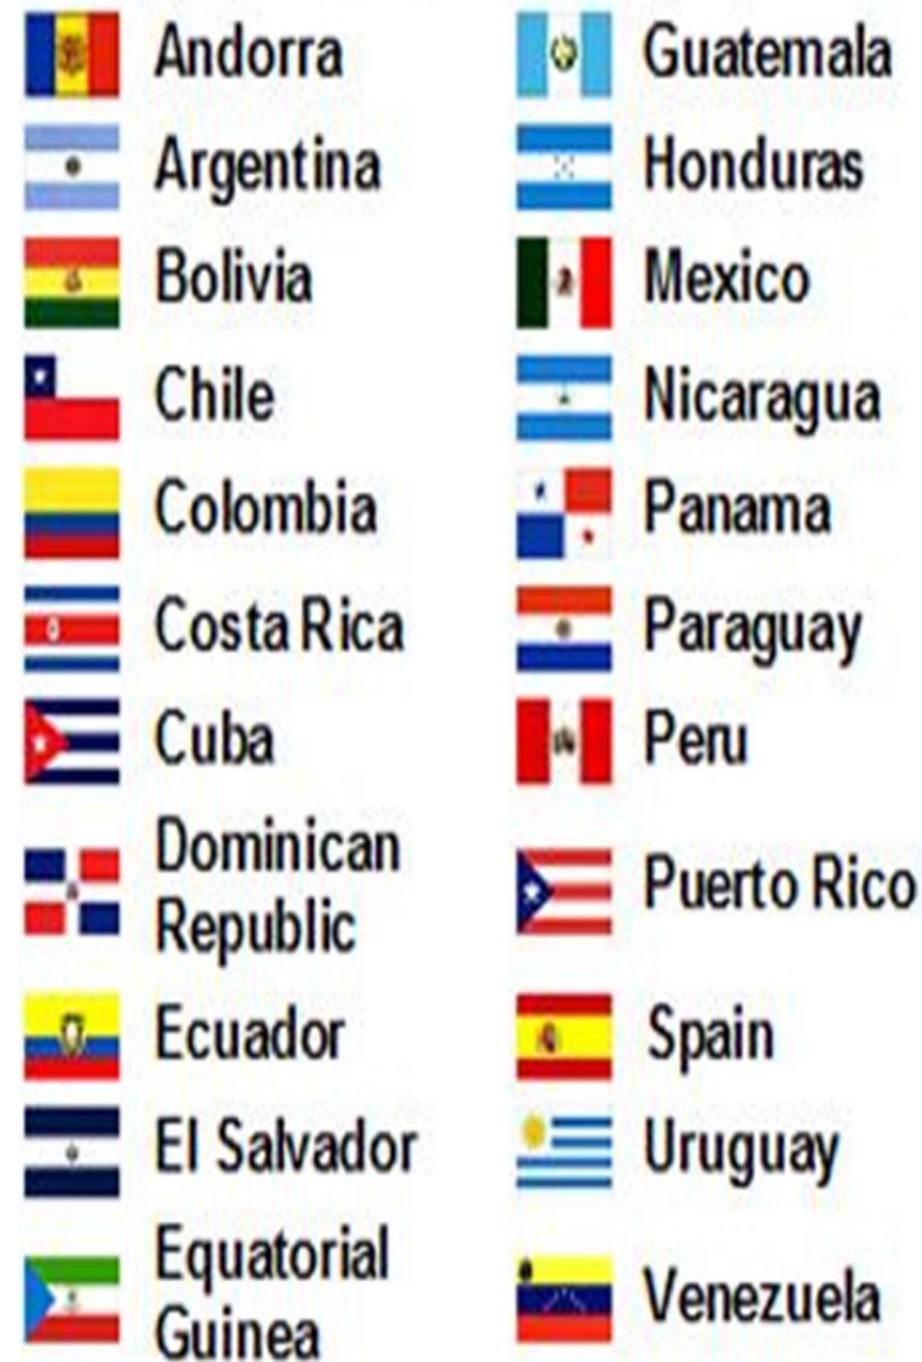 Andorra
Argentina
Bolivia
Chile
Colombia
Costa Rica
Cuba
Dominican
Republic
Ecuador
El Salvador
Equatorial
Guinea
Guatemala
Honduras
Mexico
Nicaragua
Panama
Paraguay
Peru
Puerto Rico
Spain
Uruguay
Venezuela